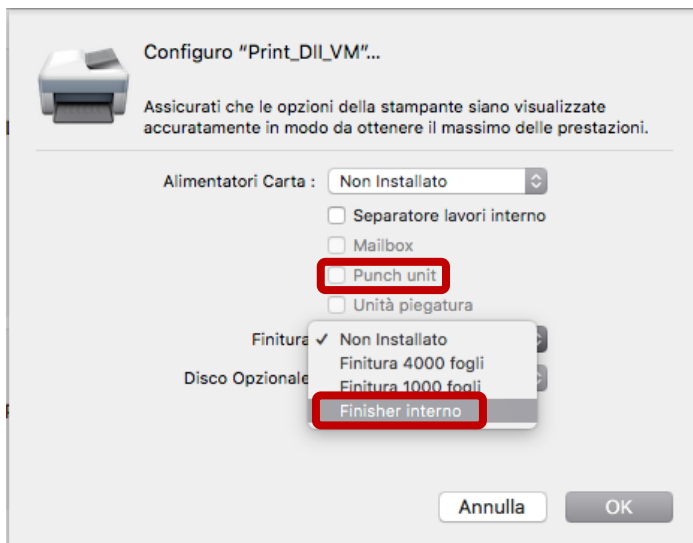 Configuro “Print_DII_VM”...
Assicurati che le opzioni della stampante siano visualizzate
accuratamente in modo da ottenere il massimo delle prestazioni.
Alimentatori Carta : Non Installato
Separatore lavori interno
Mailbox
Punch unit
Unità piegatura
Finitura ✓ Non Installato
Finitura 4000 fogli
Disco Opzionale Finitura 1000 fogli
Finisher interno
Annulla OK